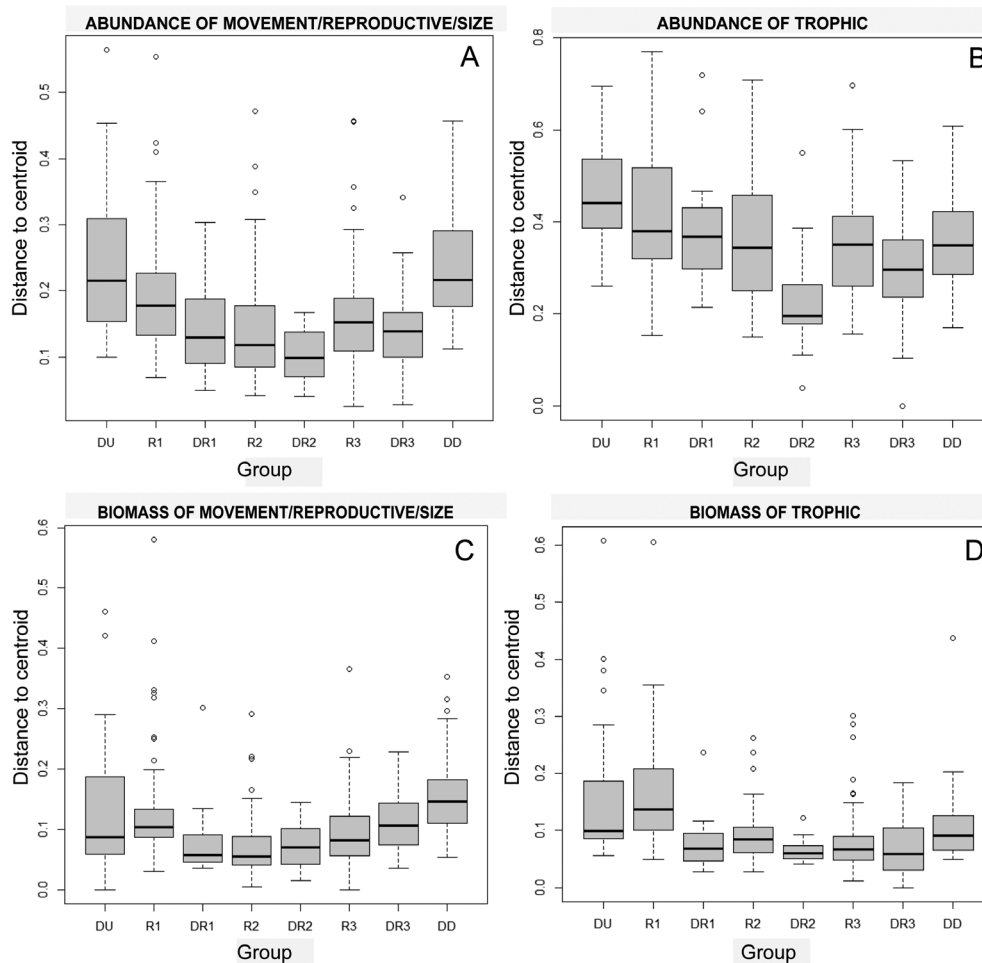 ABUNDANCE OF MOVEMENT/REPRODUCTIVE/SIZE
A
Distance to centroid
0.5
0.4
0.3
0.2
0.1
DU R1 DR1 R2 DR2 R3 DR3 DD
Group
ABUNDANCE OF TROPHIC
B
Distance to centroid
0.8
0.6
0.4
0.2
0.0
DU R1 DR1 R2 DR2 R3 DR3 DD
Group
BIOMASS OF MOVEMENT/REPRODUCTIVE/SIZE
C
Distance to centroid
0.6
0.5
0.4
0.3
0.2
0.1
0.0
DU R1 DR1 R2 DR2 R3 DR3 DD
Group
BIOMASS OF TROPHIC
D
Distance to centroid
0.6
0.5
0.4
0.3
0.2
0.1
0.0
DU R1 DR1 R2 DR2 R3 DR3 DD
Group